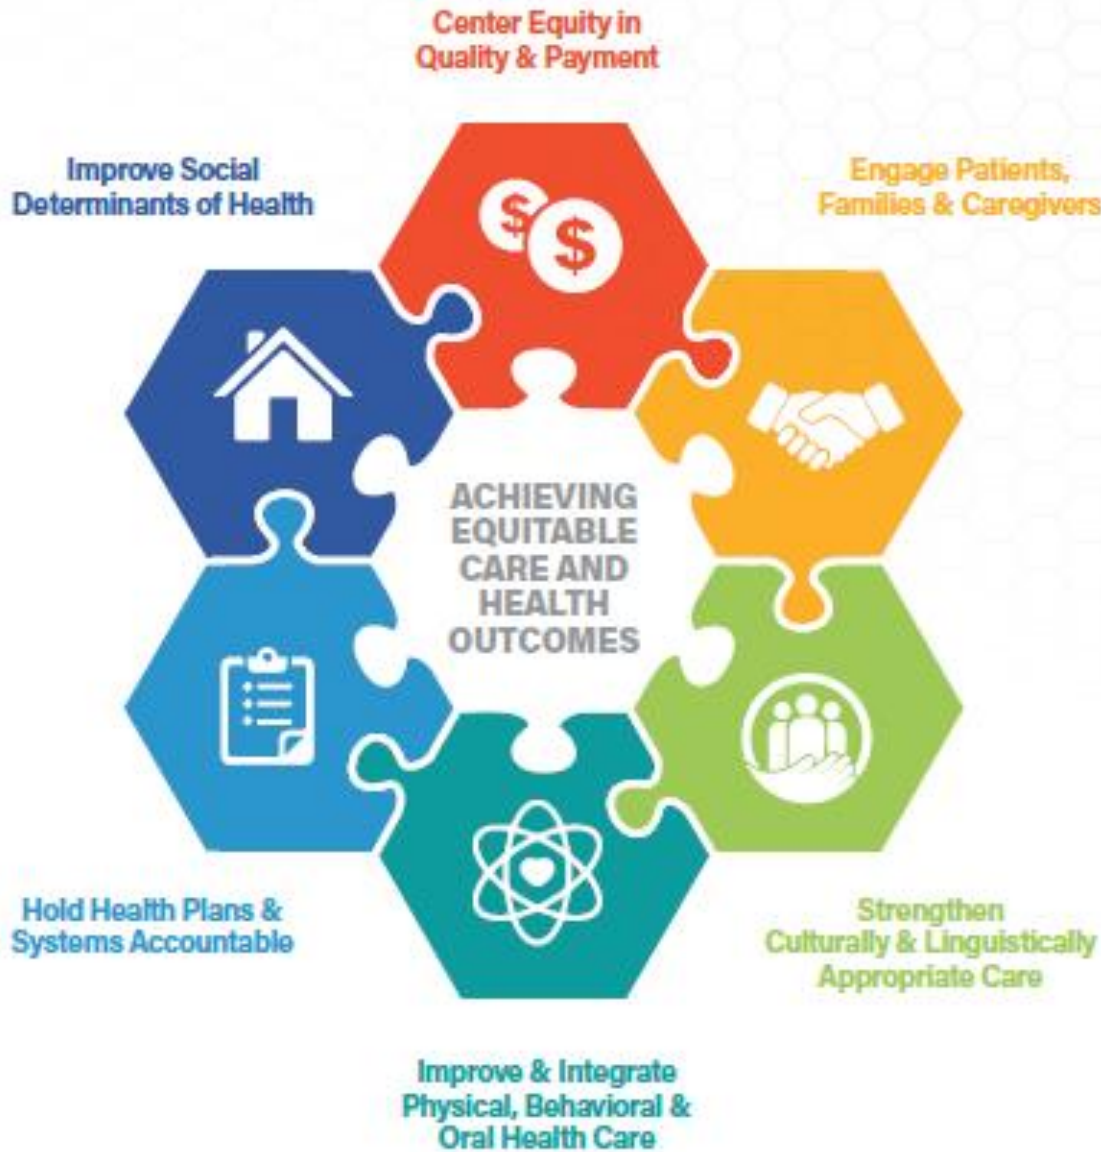 Center Equity in
Quality & Payment
Improve Social
Determinants of Health
Engage Patients,
Families & Caregivers
$
$
ACHIEVING
EQUITABLE
CARE AND
HEALTH
OUTCOMES
Hold Health Plans &
Systems Accountable
Strengthen
Culturally & Linguistically
Appropriate Care
Improve & Integrate
Physical, Behavioral &
Oral Health Care